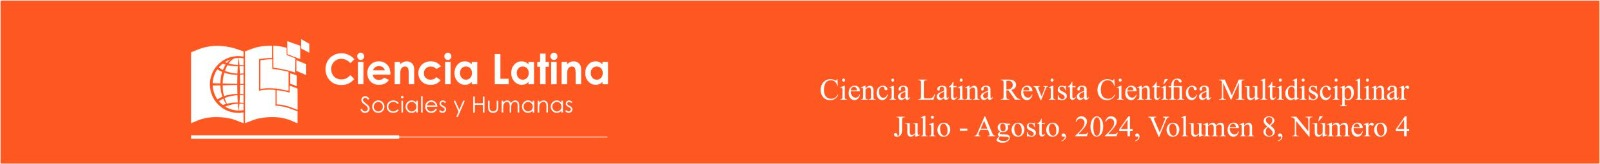 Ciencia Latina
Sociales y Humanas
Ciencia Latina Revista Científica Multidisciplinar
Julio - Agosto, 2024, Volumen 8, Número 4